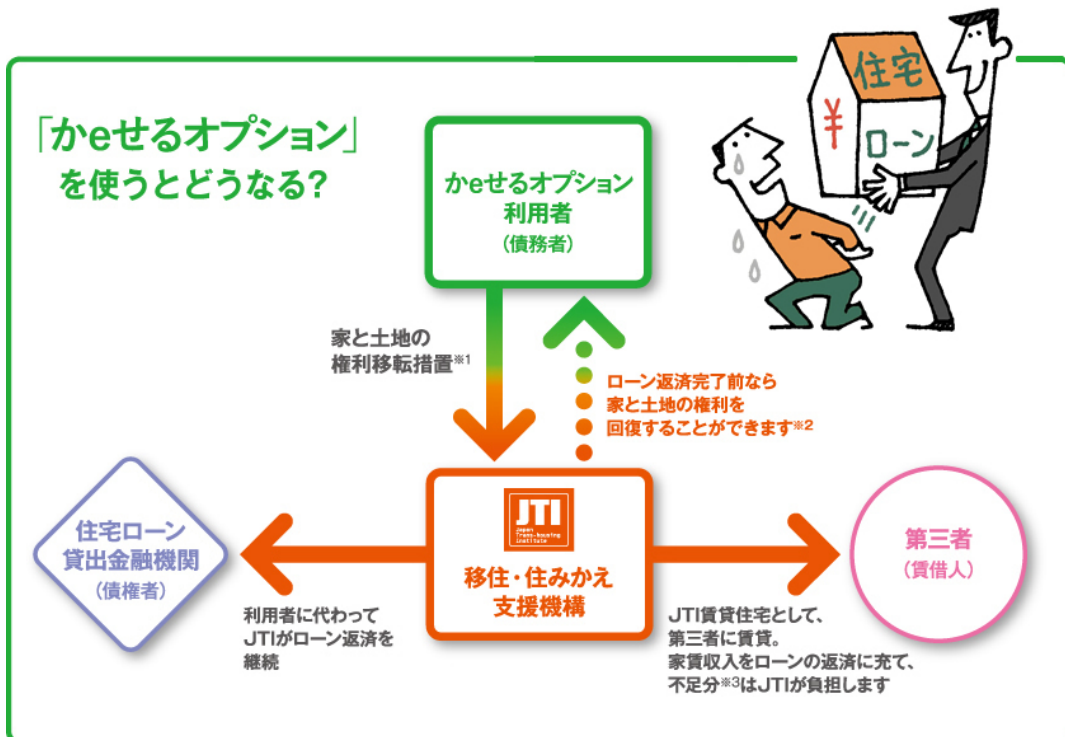 「かeせるオプション」
を使うとどうなる?
住宅
¥
ローン
かeせるオプション
利用者
(債務者)
家と土地の
権利移転措置※1
ローン返済完了前なら
家と土地の権利を
回復することができます※2
住宅ローン
貸出金融機関
(債権者)
JTI
Japan
Trans-housing
Institute
移住・住みかえ
支援機構
第三者
(賃借人)
利用者に代わって
JTIがローン返済を
継続
JTI賃貸住宅として、
第三者に賃貸。
家賃収入をローンの返済に充て、
不足分※3はJTIが負担します